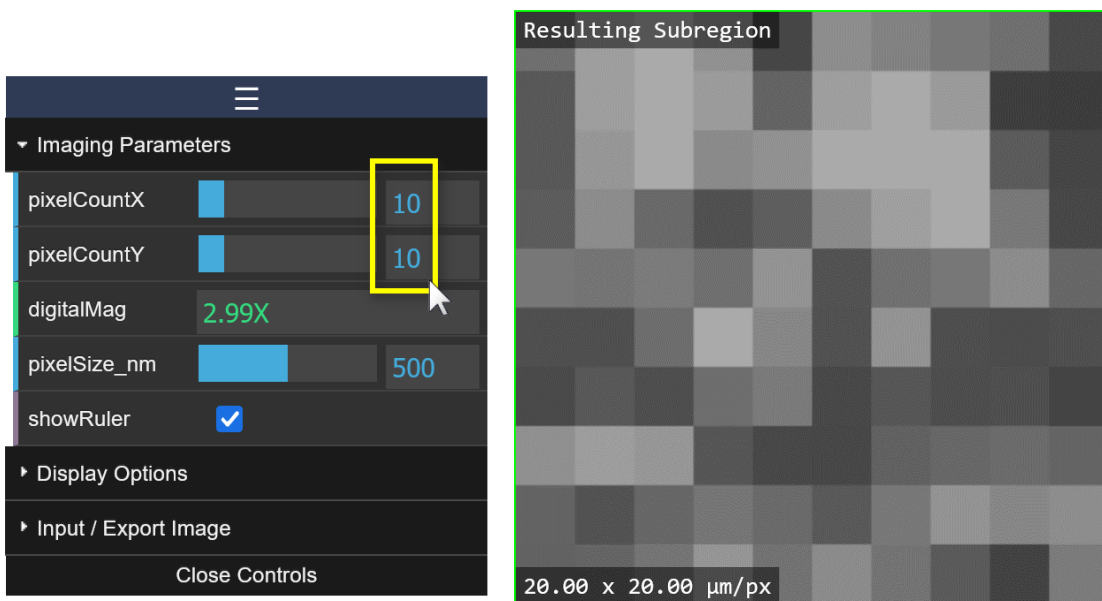 Imaging Parameters
pixelCountX 10
pixelCountY 10
digitalMag 2.99X
pixelSize_nm 500
showRuler
Display Options
Input / Export Image
Close Controls
Resulting Subregion
20.00 x 20.00 µm/px